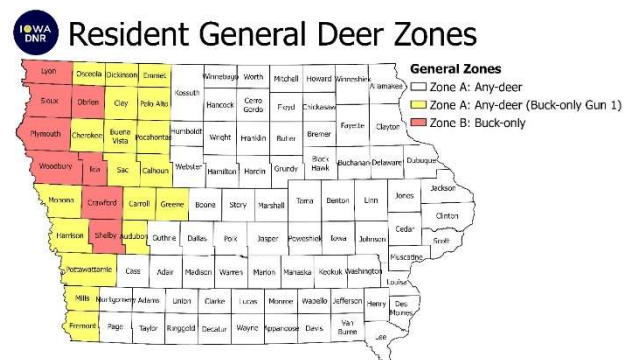 IOWA
DNR
Resident General Deer Zones
General Zones
Zone A: Any-deer
Zone A: Any-deer (Buck-only Gun 1)
Zone B: Buck-only
Lyon Osceola Dickinson Emmet Winnebago Worth Mitchell Howard Winneshiek Allamakee
Kossuth
Sioux Obrien Clay Palo Alto Hancock Cerro Gordo Floyd Chickasaw
Fayette Clayton
Plymouth Cherokee Buena Vista Pocahontas Humboldt Wright Franklin Butler Bremer
Woodbury Ida Sac Calhoun Webster Hamilton Hardin Grundy Black Hawk Buchanan Delaware Dubuque
Monona Crawford Carroll Greene Boone Story Marshall Tama Benton Linn Jones Jackson
Clinton
Harrison Shelby Audubon Guthrie Dallas Polk Jasper Poweshiek Iowa Johnson Cedar Scott
Muscatine
Pottawattamie Cass Adair Madison Warren Marion Mahaska Keokuk Washington
Louisa
Mills Montgomery Adams Union Clarke Lucas Monroe Wapello Jefferson Henry Des Moines
Fremont Page Taylor Ringgold Decatur Wayne Appanoose Davis Van Buren
Lee